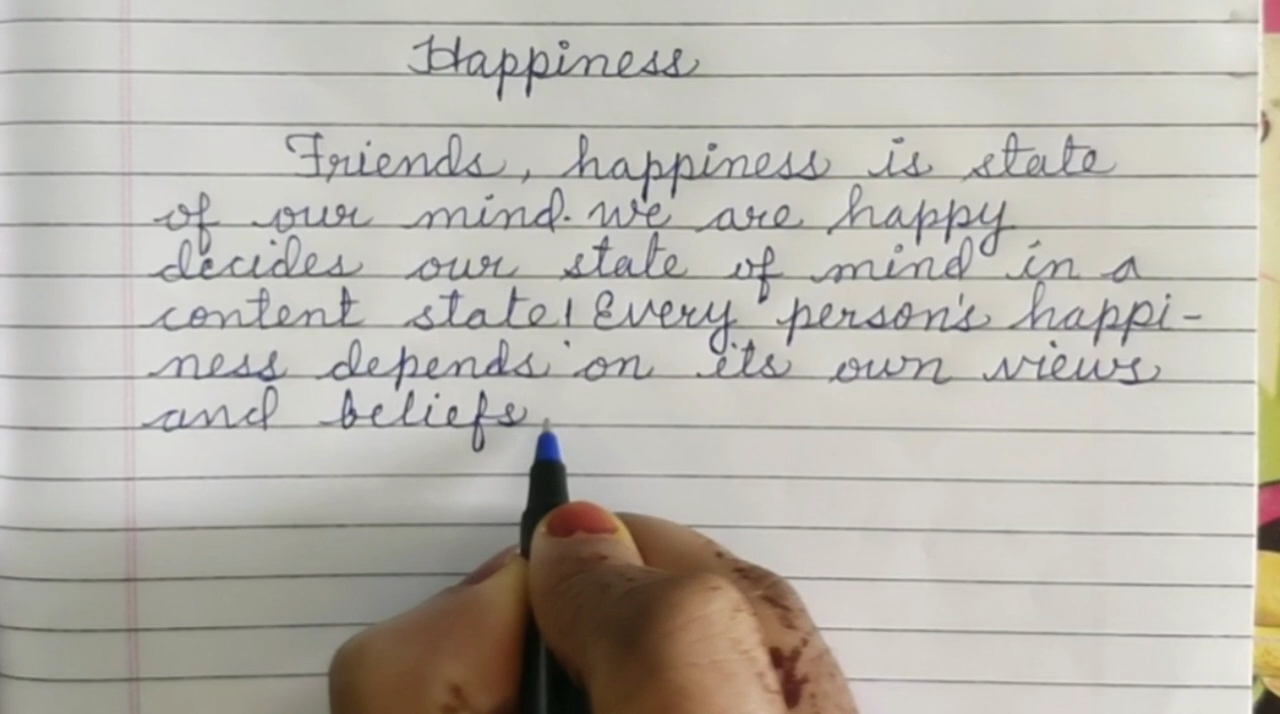 Happiness
Friends, happiness is state
of our mind. we are happy
decides our state of mind in a
content state! Every person's happi-
ness depends on its own views
and beliefs.